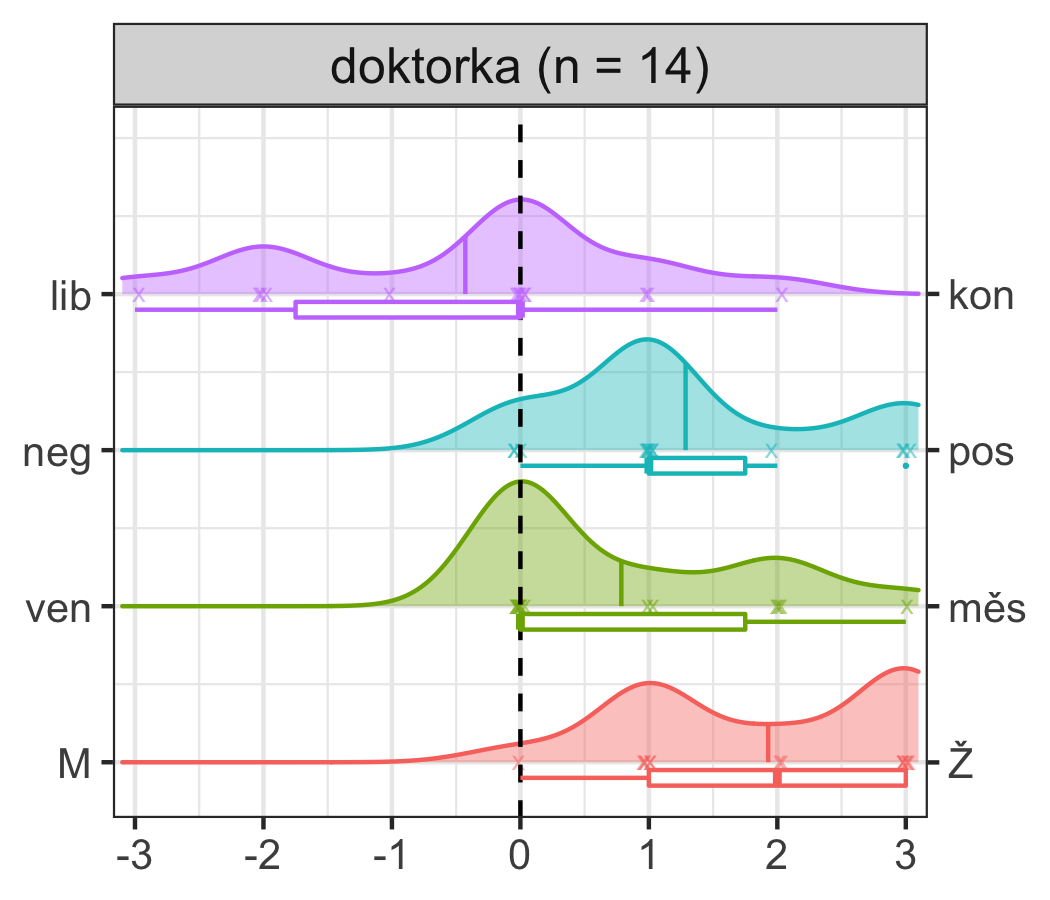 doktorka (n = 14)
lib kon
neg pos
ven měs
M Ž
-3 -2 -1 0 1 2 3